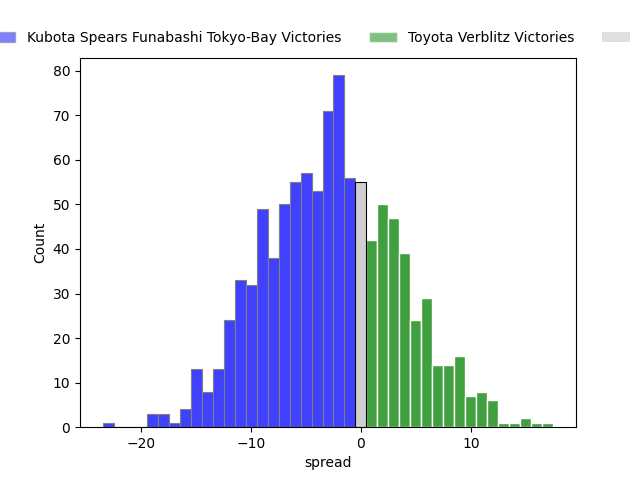 Kubota Spears Funabashi Tokyo-Bay Victories Toyota Verblitz Victories
80
70
60
50
40
30
20
10
0
Count
−20 −10 0 10
spread